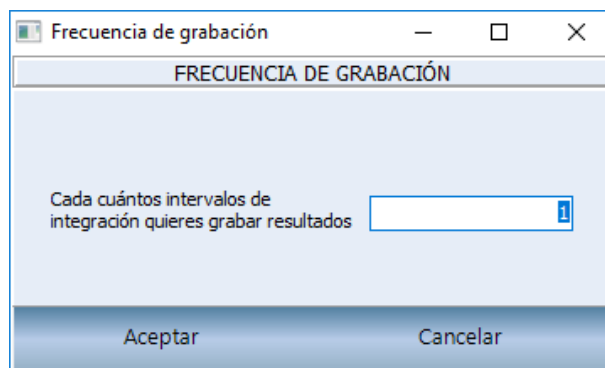 Frecuencia de grabación
FRECUENCIA DE GRABACIÓN
Cada cuántos intervalos de
integración quieres grabar resultados
1
Aceptar
Cancelar